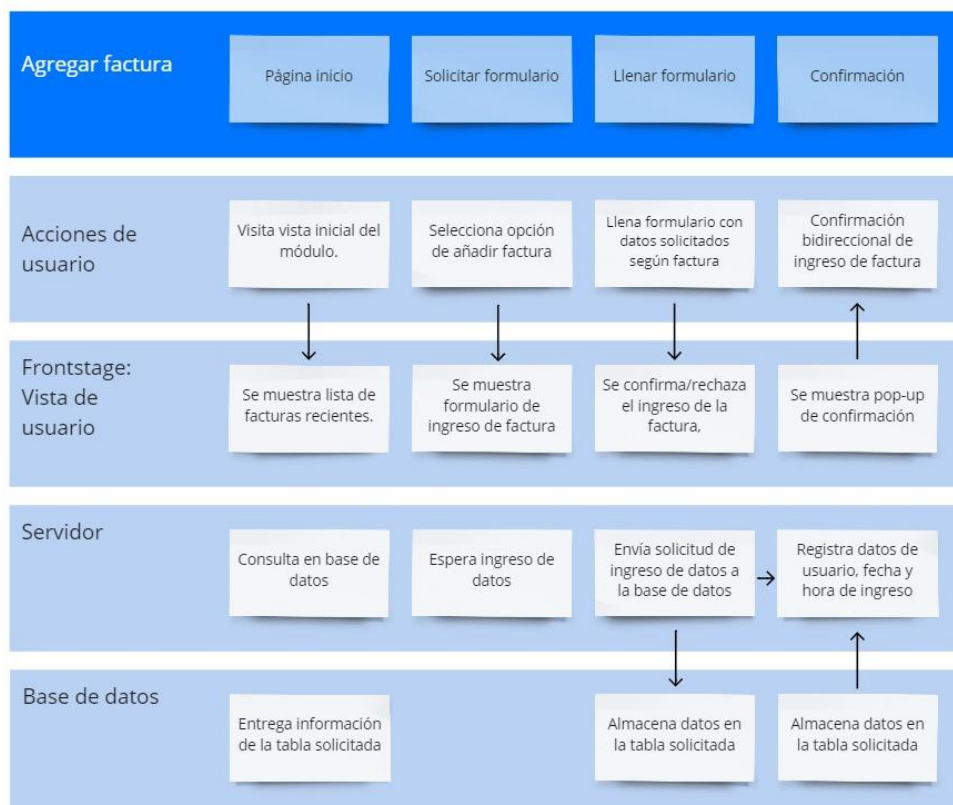 Agregar factura
Página inicio
Solicitar formulario
Llenar formulario
Confirmación
Acciones de
usuario
Visita vista inicial del
módulo.
Selecciona opción
de añadir factura
Llena formulario con
datos solicitados
según factura
Confirmación
bidireccional de
ingreso de factura
Frontstage:
Vista de
usuario
Se muestra lista de
facturas recientes.
Se muestra
formulario de
ingreso de factura
Se confirma/rechaza
el ingreso de la
factura,
Se muestra pop-up
de confirmación
Servidor
Consulta en base de
datos
Espera ingreso de
datos
Envía solicitud de
ingreso de datos a
la base de datos
Registra datos de
usuario, fecha y
hora de ingreso
Base de datos
Entrega información
de la tabla solicitada
Almacena datos en
la tabla solicitada
Almacena datos en
la tabla solicitada